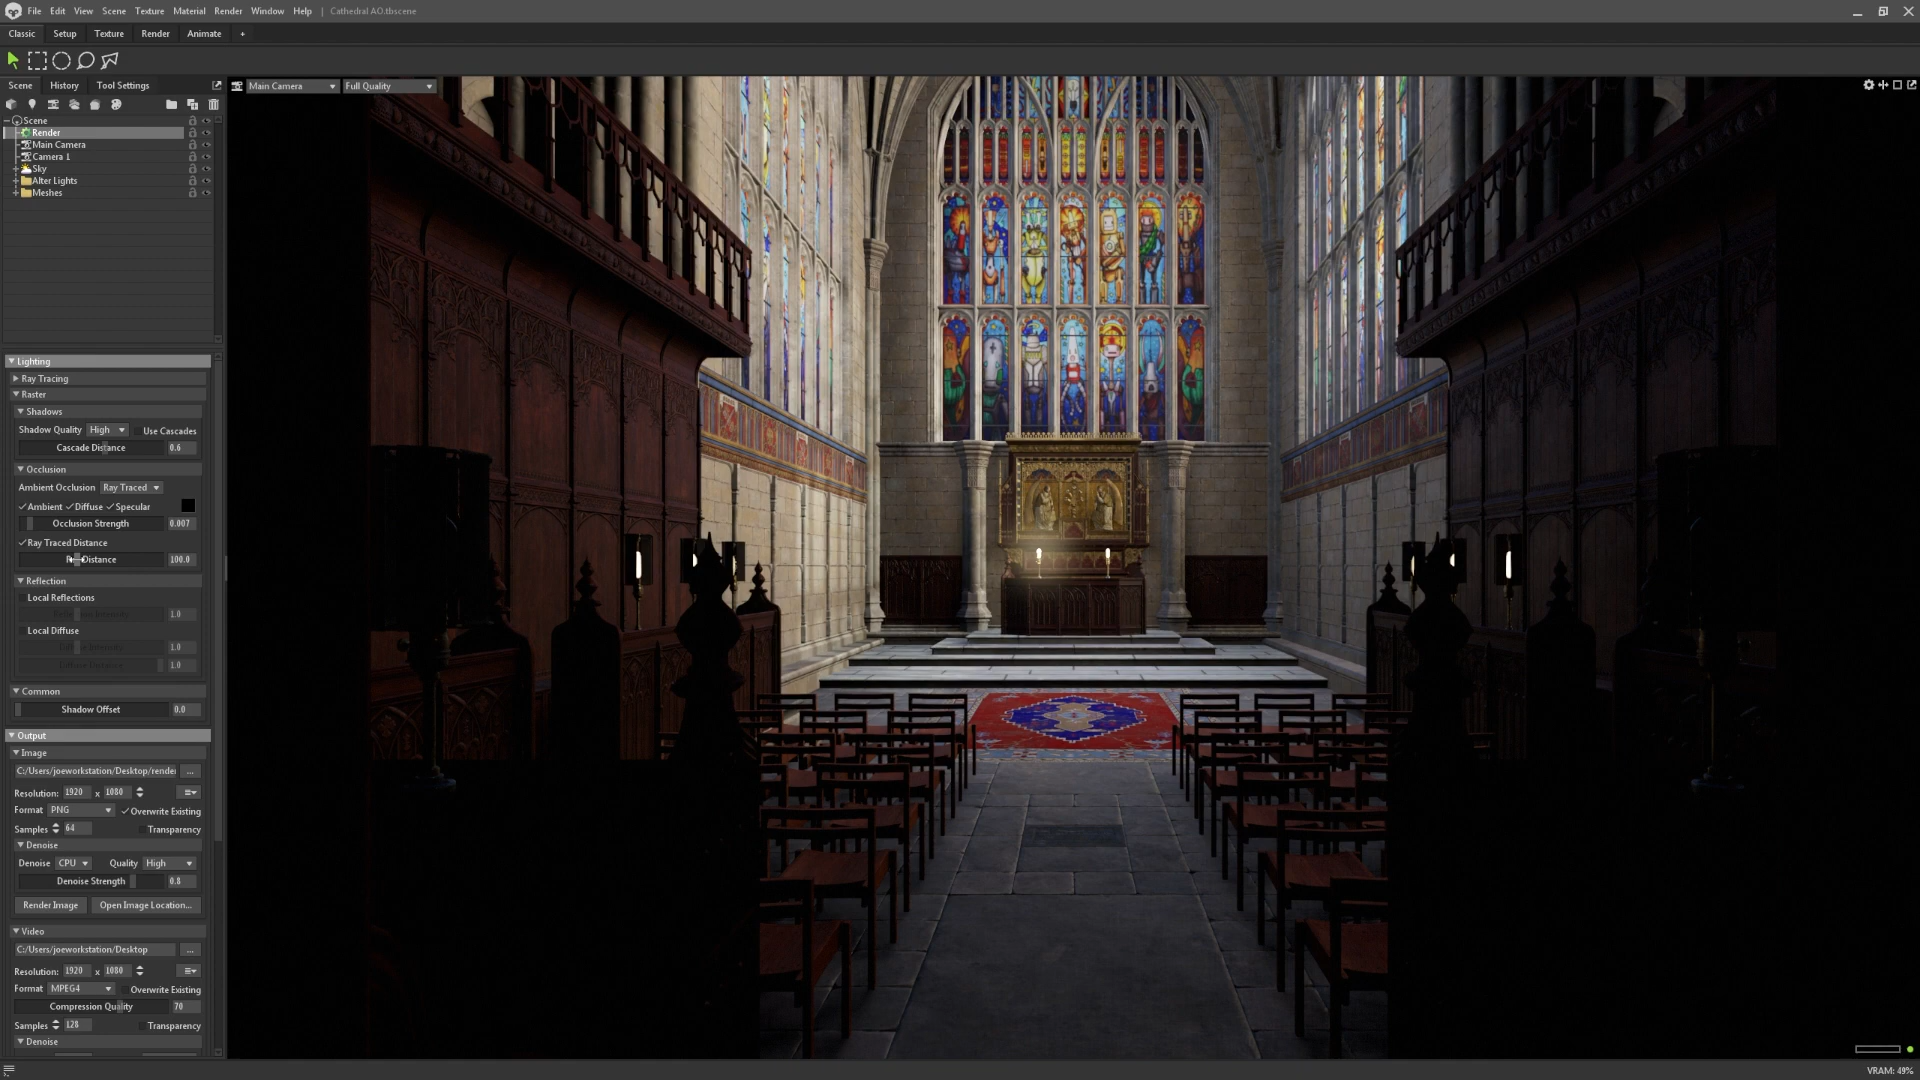 File Edit View Scene Texture Material Render Window Help | Cathedral AO.tbscene
Classic Setup Texture Render Animate +
Scene History Tool Settings
Main Camera Full Quality
Scene
Render
Main Camera
Camera 1
Sky
Alter Lights
Meshes
Lighting
Ray Tracing
Raster
Shadows
Shadow Quality High Use Cascades
Cascade Distance 0.6
Occlusion
Ambient Occlusion Ray Traced
Ambient Diffuse Specular
Occlusion Strength 0.007
Ray Traced Distance
Distance 100.0
Reflection
Local Reflections
1.0
Local Diffuse
Diffuse Intensity 1.0
Diffuse Distance 1.0
Common
Shadow Offset 0.0
Output
Image
C:/Users/joeworkstation/Desktop/render ...
Resolution: 1920 x 1080
Format PNG Overwrite Existing
Samples 64 Transparency
Denoise
Denoise CPU Quality High
Denoise Strength 0.8
Render Image Open Image Location...
Video
C:/Users/joeworkstation/Desktop ...
Resolution: 1920 x 1080
Format MPEG4 Overwrite Existing
Compression Quality 70
Samples 128 Transparency
Denoise
VRAM: 49%